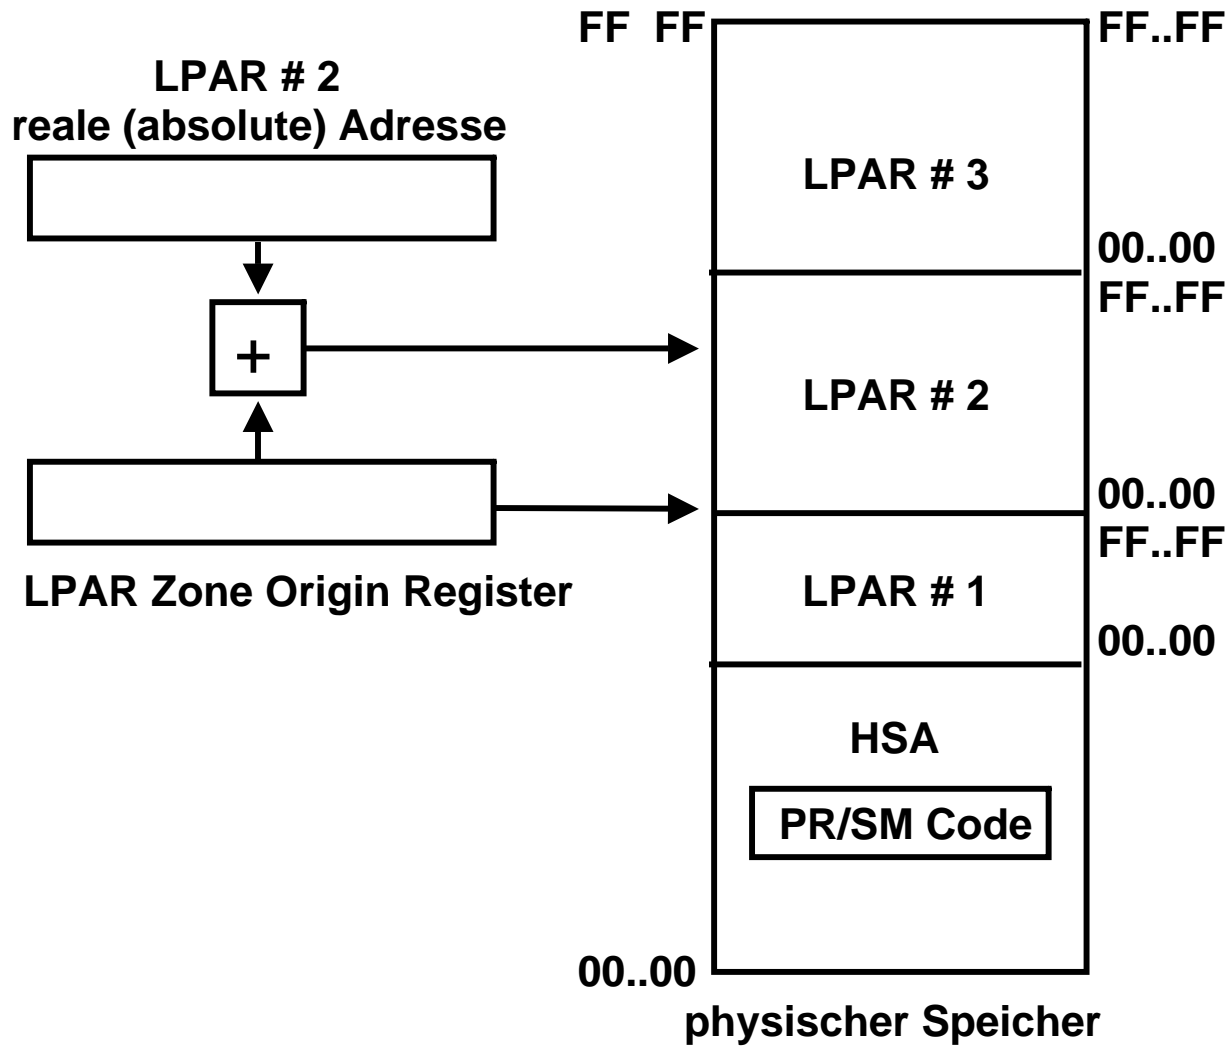 FF FF
FF..FF
LPAR # 2
reale (absolute) Adresse
LPAR # 3
00..00
FF..FF
+
LPAR # 2
00..00
FF..FF
LPAR Zone Origin Register
LPAR # 1
00..00
HSA
PR/SM Code
00..00
physischer Speicher